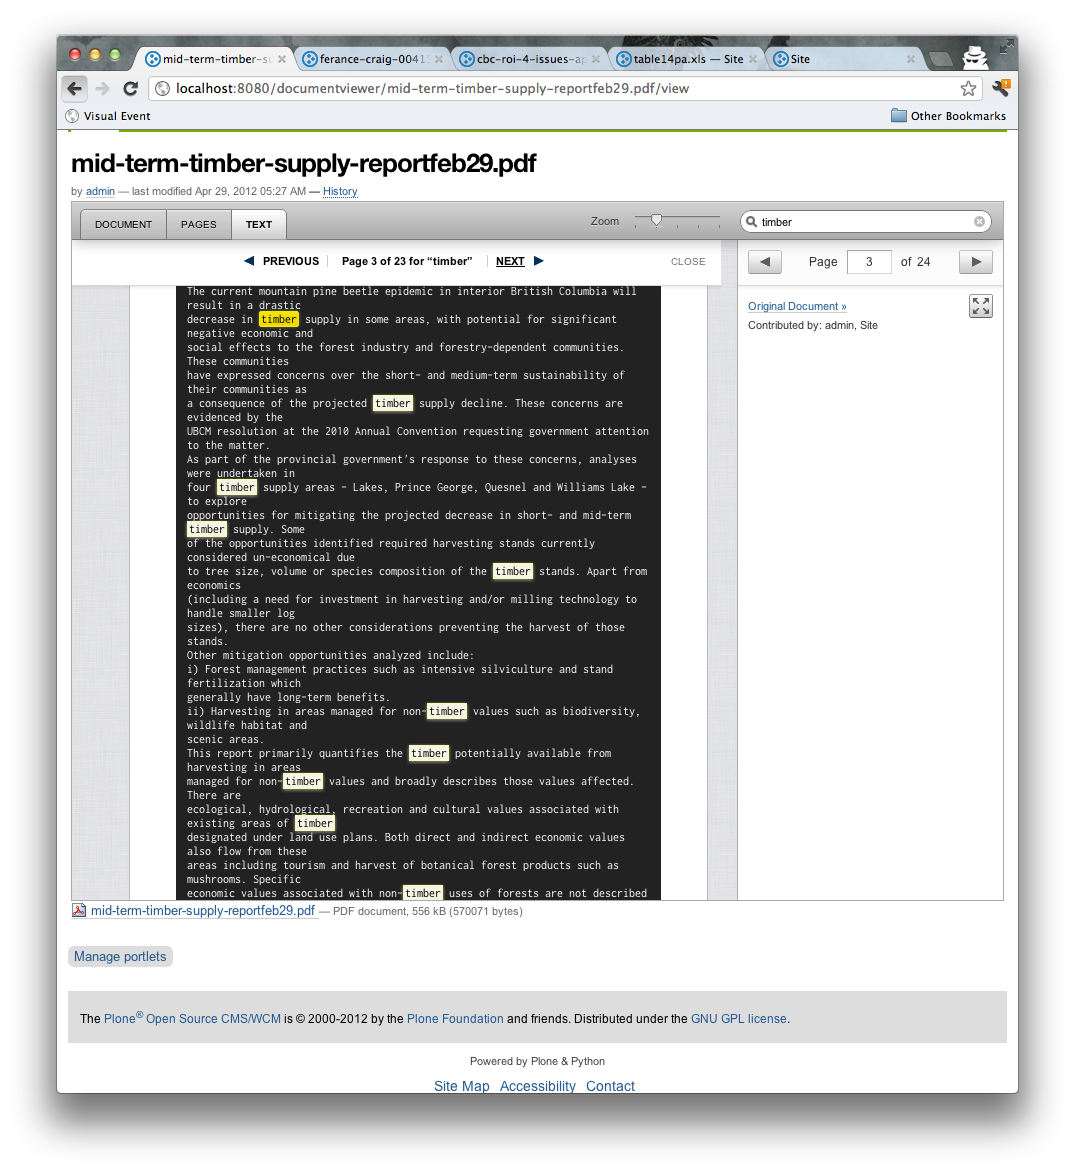 mid-term-timber-su
ferance-craig-0041
cbc-roi-4-issues-ap
table14pa.xls — Site
Site
localhost:8080/documentviewer/mid-term-timber-supply-reportfeb29.pdf/view
Visual Event
Other Bookmarks
mid-term-timber-supply-reportfeb29.pdf
by admin — last modified Apr 29, 2012 05:27 AM — History
DOCUMENT PAGES TEXT Zoom timber
PREVIOUS Page 3 of 23 for “timber” NEXT CLOSE
Page 3 of 24
Original Document »
Contributed by: admin, Site
The current mountain pine beetle epidemic in interior British Columbia will
result in a drastic
decrease in timber supply in some areas, with potential for significant
negative economic and
social effects to the forest industry and forestry-dependent communities.
These communities
have expressed concerns over the short- and medium-term sustainability of
their communities as
a consequence of the projected timber supply decline. These concerns are
evidenced by the
UBCM resolution at the 2010 Annual Convention requesting government attention
to the matter.
As part of the provincial government's response to these concerns, analyses
were undertaken in
four timber supply areas – Lakes, Prince George, Quesnel and Williams Lake –
to explore
opportunities for mitigating the projected decrease in short- and mid-term
timber supply. Some
of the opportunities identified required harvesting stands currently
considered un-economical due
to tree size, volume or species composition of the timber stands. Apart from
economics
(including a need for investment in harvesting and/or milling technology to
handle smaller log
sizes), there are no other considerations preventing the harvest of those
stands.
Other mitigation opportunities analyzed include:
i) Forest management practices such as intensive silviculture and stand
fertilization which
generally have long-term benefits.
ii) Harvesting in areas managed for non-timber values such as biodiversity,
wildlife habitat and
scenic areas.
This report primarily quantifies the timber potentially available from
harvesting in areas
managed for non-timber values and broadly describes those values affected.
There are
ecological, hydrological, recreation and cultural values associated with
existing areas of timber
designated under land use plans. Both direct and indirect economic values
also flow from these
areas including tourism and harvest of botanical forest products such as
mushrooms. Specific
economic values associated with non-timber uses of forests are not described
mid-term-timber-supply-reportfeb29.pdf — PDF document, 556 kB (570071 bytes)
Manage portlets
The Plone® Open Source CMS/WCM is © 2000-2012 by the Plone Foundation and friends. Distributed under the GNU GPL license.
Powered by Plone & Python
Site Map Accessibility Contact